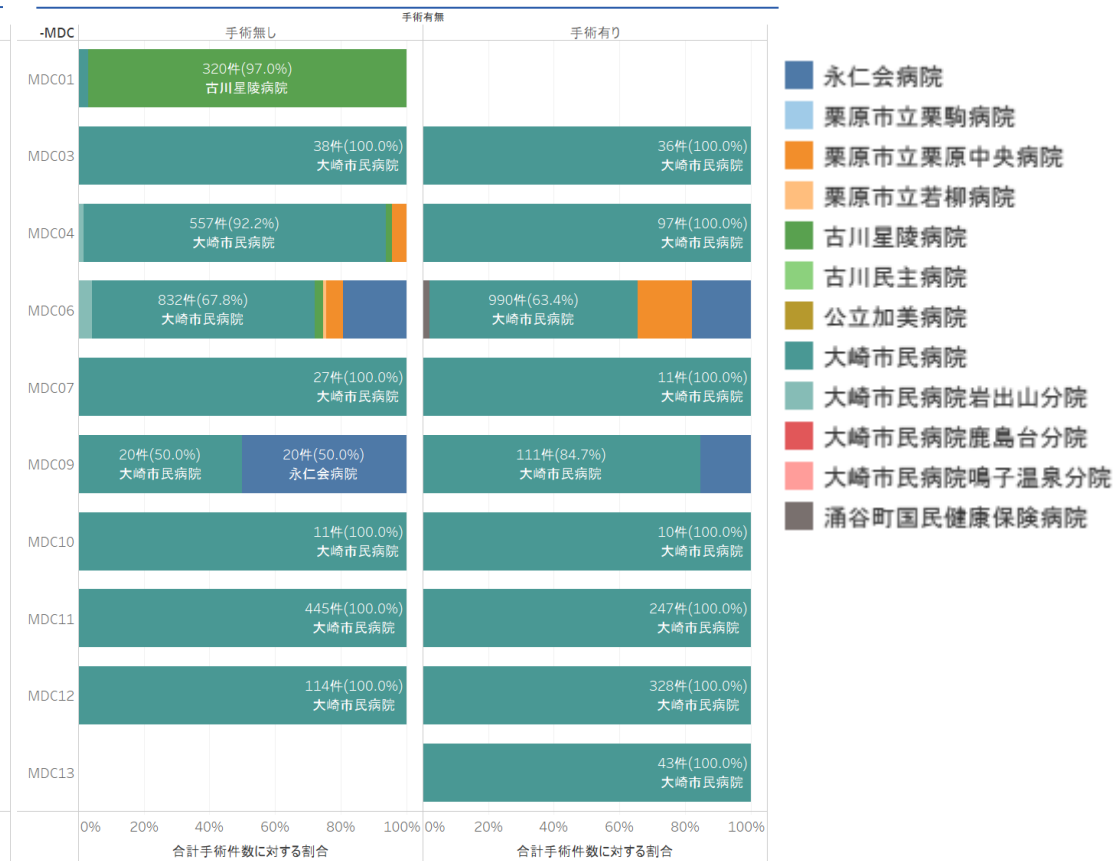 手術有無
-MDC
手術無し
手術有り
MDC01
320件(97.0%)
古川星陵病院
MDC03
38件(100.0%)
大崎市民病院
36件(100.0%)
大崎市民病院
MDC04
557件(92.2%)
大崎市民病院
97件(100.0%)
大崎市民病院
MDC06
832件(67.8%)
大崎市民病院
990件(63.4%)
大崎市民病院
MDC07
27件(100.0%)
大崎市民病院
11件(100.0%)
大崎市民病院
MDC09
20件(50.0%)
大崎市民病院
20件(50.0%)
永仁会病院
111件(84.7%)
大崎市民病院
MDC10
11件(100.0%)
大崎市民病院
10件(100.0%)
大崎市民病院
MDC11
445件(100.0%)
大崎市民病院
247件(100.0%)
大崎市民病院
MDC12
114件(100.0%)
大崎市民病院
328件(100.0%)
大崎市民病院
MDC13
43件(100.0%)
大崎市民病院
0% 20% 40% 60% 80% 100%
0% 20% 40% 60% 80% 100%
合計手術件数に対する割合
合計手術件数に対する割合
永仁会病院
栗原市立栗駒病院
栗原市立栗原中央病院
栗原市立若柳病院
古川星陵病院
古川民主病院
公立加美病院
大崎市民病院
大崎市民病院岩出山分院
大崎市民病院鹿島台分院
大崎市民病院鳴子温泉分院
涌谷町国民健康保険病院